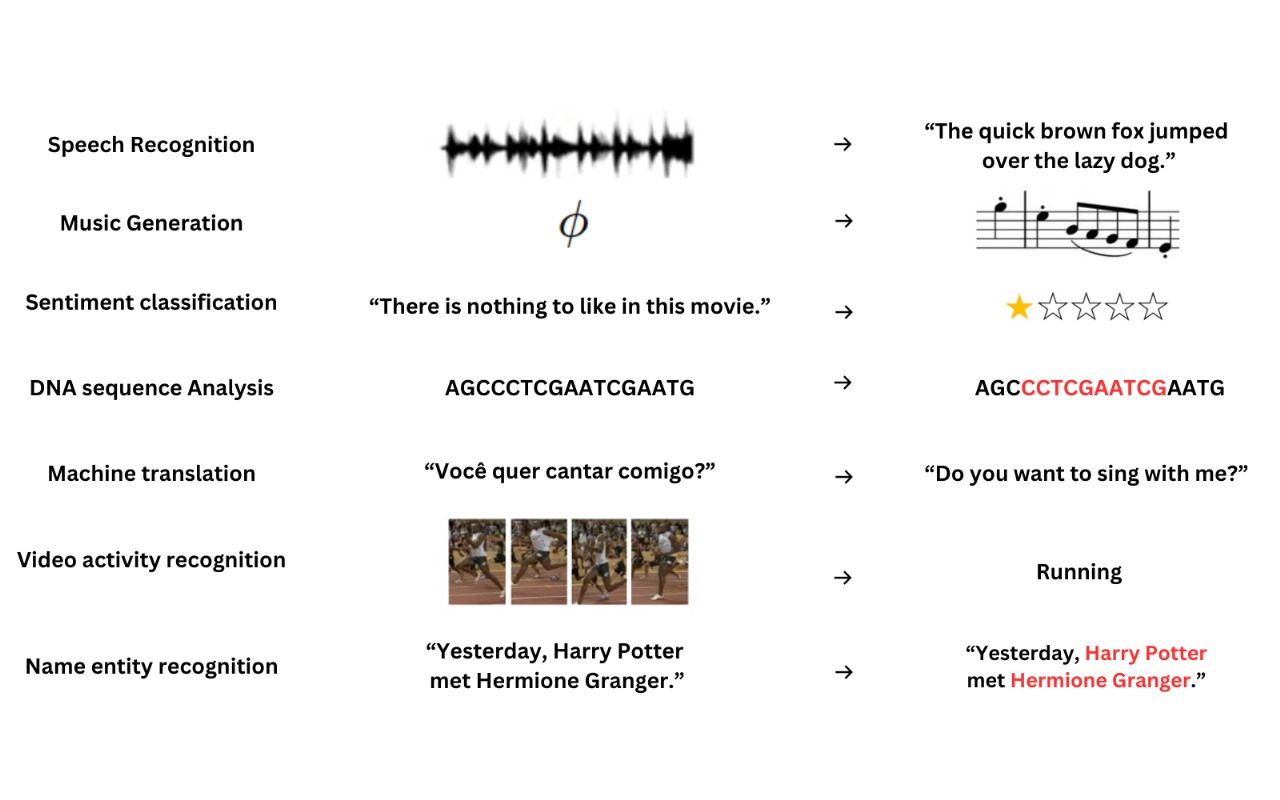 Speech Recognition
“The quick brown fox jumped
over the lazy dog.”
Music Generation
ϕ
Sentiment classification
“There is nothing to like in this movie.”
DNA sequence Analysis
AGCCCTCGAATCGAATG
AGCCCTCGAATCGAATG
Machine translation
“Você quer cantar comigo?”
“Do you want to sing with me?”
Video activity recognition
Running
Name entity recognition
“Yesterday, Harry Potter
met Hermione Granger.”
“Yesterday, Harry Potter
met Hermione Granger.”